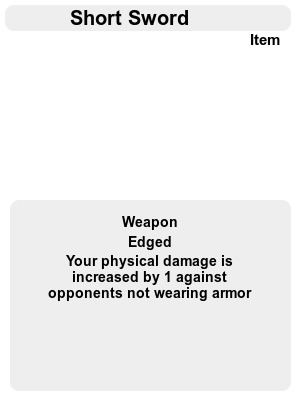 Short Sword
Item
Weapon
Edged
Your physical damage is
increased by 1 against
opponents not wearing armor